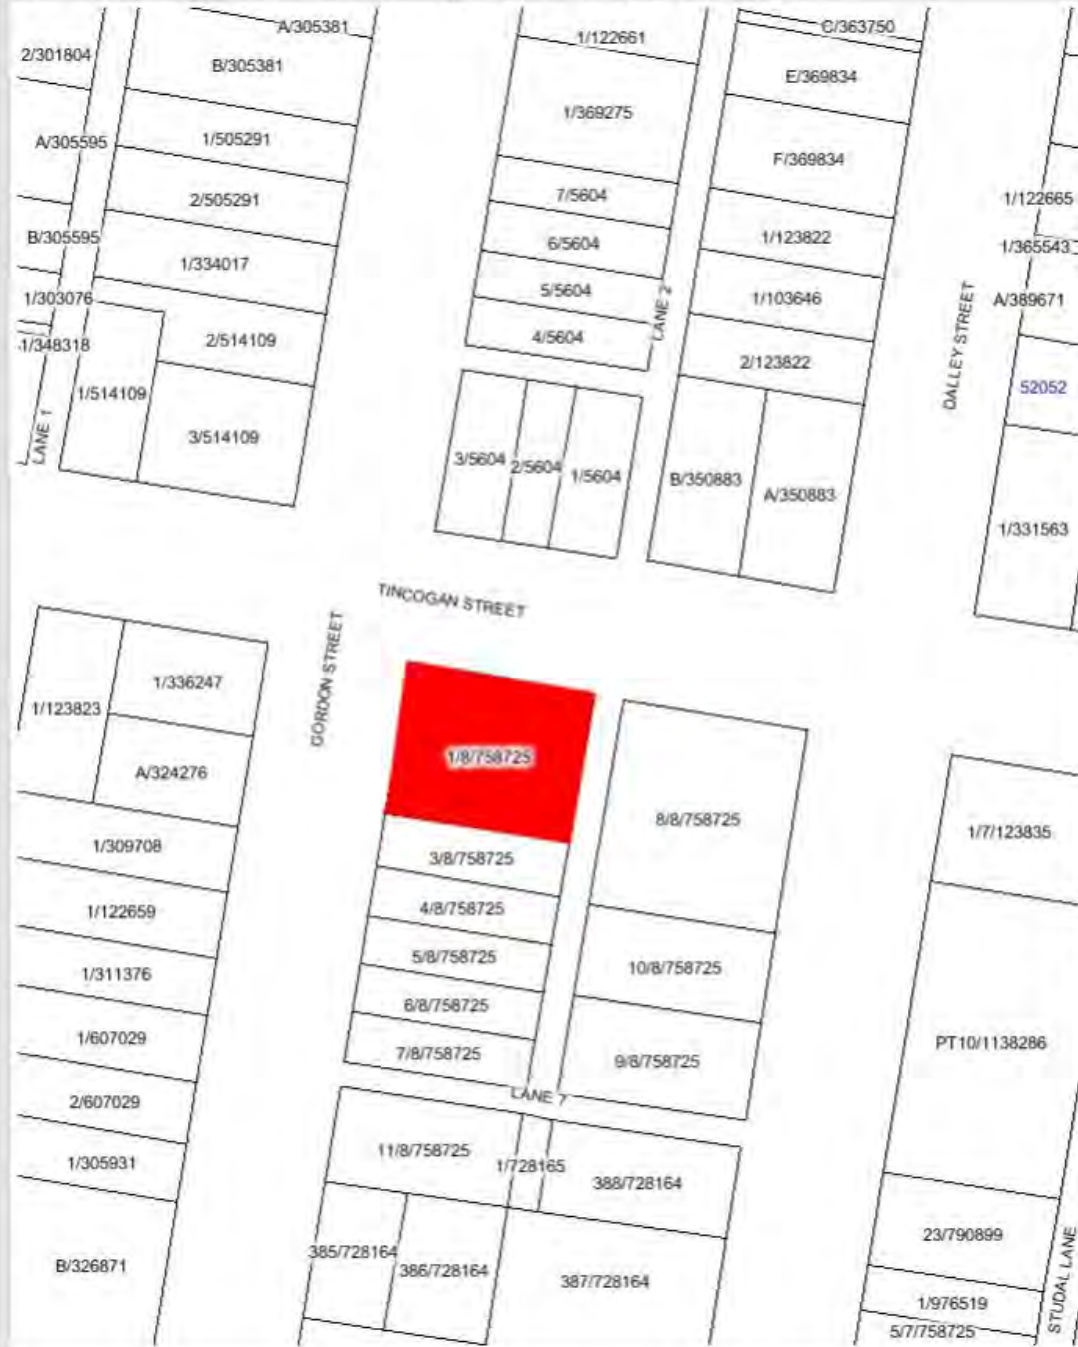 A/305381
1/122661
C/363750
2/301804
B/305381
E/369834
1/369275
A/305595
1/505291
F/369834
2/505291
7/5604
1/122665
B/305595
6/5604
1/123822
1/365543
1/334017
5/5604
1/303076
1/103646
A/389671
LANE 2
DALLEY STREET
4/5604
2/514109
1/348318
2/123822
52052
1/514109
LANE 1
3/514109
3/5604
2/5604
1/5604
B/350883
A/350883
1/331563
TINCOGAN STREET
GORDON STREET
1/336247
1/123823
1/8/758725
A/324276
8/8/758725
1/7/123835
1/309708
3/8/758725
1/122659
4/8/758725
5/8/758725
10/8/758725
1/311376
6/8/758725
1/607029
7/8/758725
9/8/758725
PT10/1138286
LANE 7
2/607029
11/8/758725
1/728165
388/728164
1/305931
23/790899
385/728164
386/728164
387/728164
B/326871
STUDAL LANE
1/976519
5/7/758725